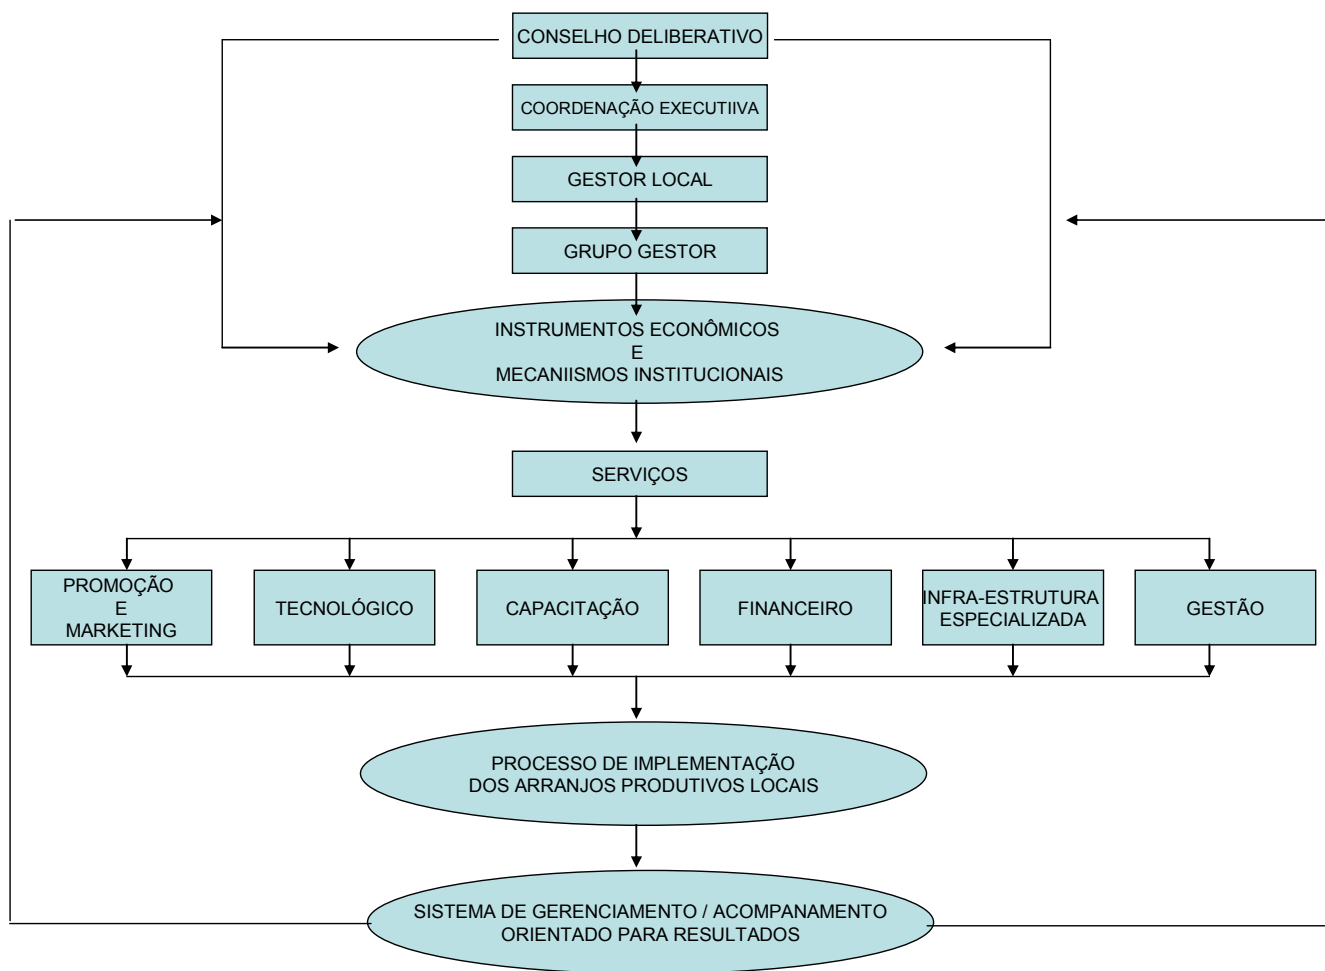 CONSELHO DELIBERATIVO
COORDENAÇÃO EXECUTIIVA
GESTOR LOCAL
GRUPO GESTOR
INSTRUMENTOS ECONÔMICOS
E
MECANIISMOS INSTITUCIONAIS
SERVIÇOS
PROMOÇÃO
E
MARKETING
TECNOLÓGICO
CAPACITAÇÃO
FINANCEIRO
INFRA-ESTRUTURA
ESPECIALIZADA
GESTÃO
PROCESSO DE IMPLEMENTAÇÃO
DOS ARRANJOS PRODUTIVOS LOCAIS
SISTEMA DE GERENCIAMENTO / ACOMPANAMENTO
ORIENTADO PARA RESULTADOS